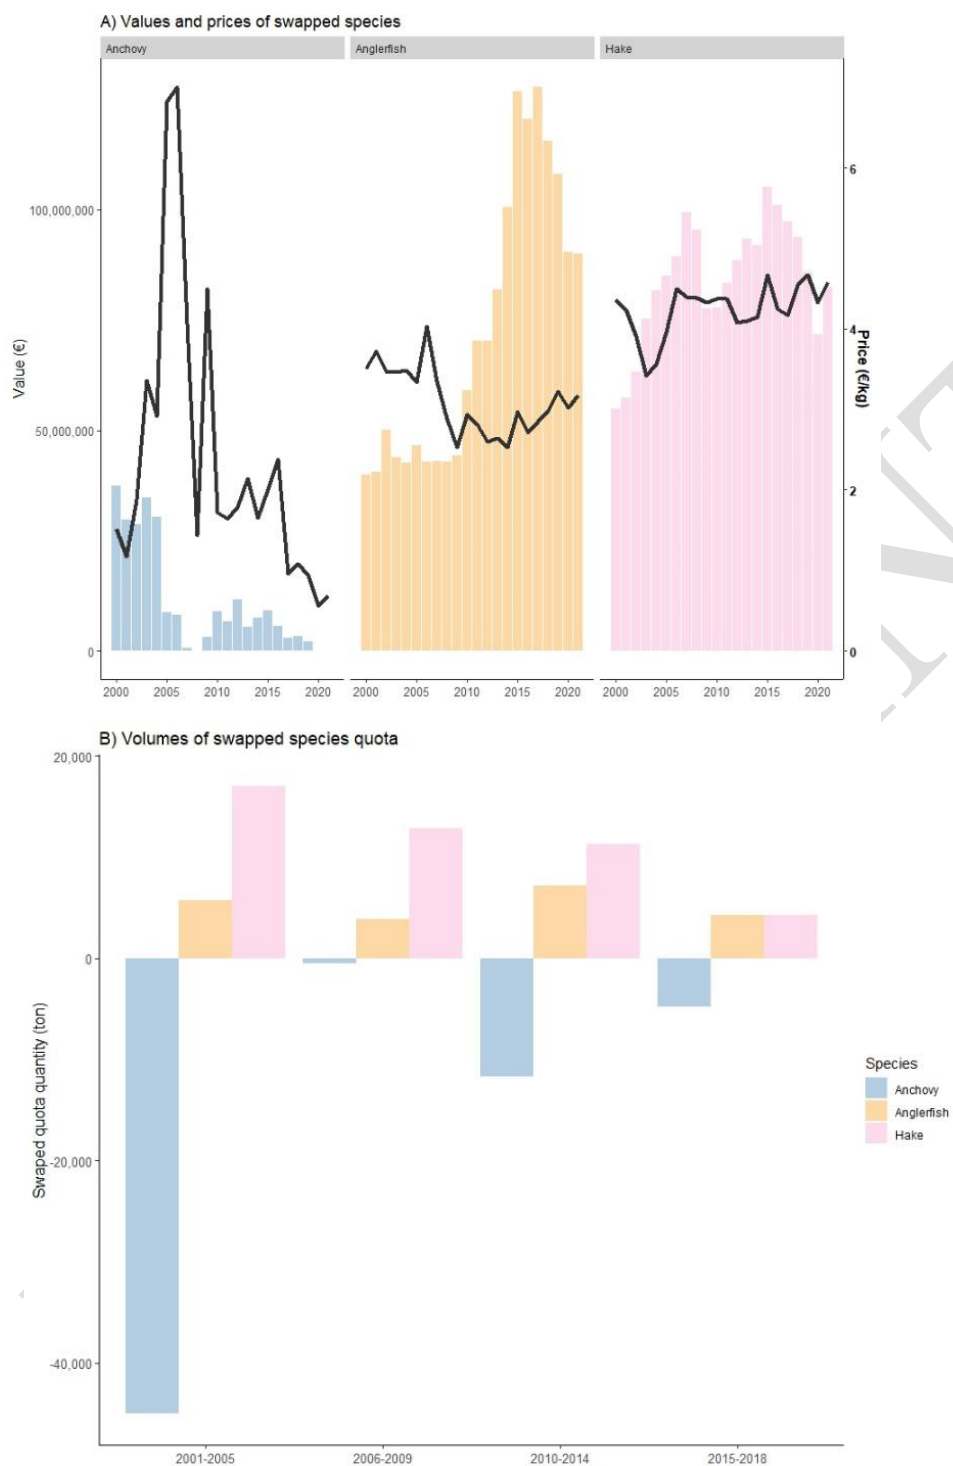 A) Values and prices of swapped species
Anchovy
Anglerfish
Hake
Value (€)
100,000,000
50,000,000
0
6
4
2
0
Price (€/kg)
2000 2005 2010 2015 2020
2000 2005 2010 2015 2020
2000 2005 2010 2015 2020
B) Volumes of swapped species quota
Swaped quota quantity (ton)
20,000
0
-20,000
-40,000
2001-2005
2006-2009
2010-2014
2015-2018
Species
Anchovy
Anglerfish
Hake